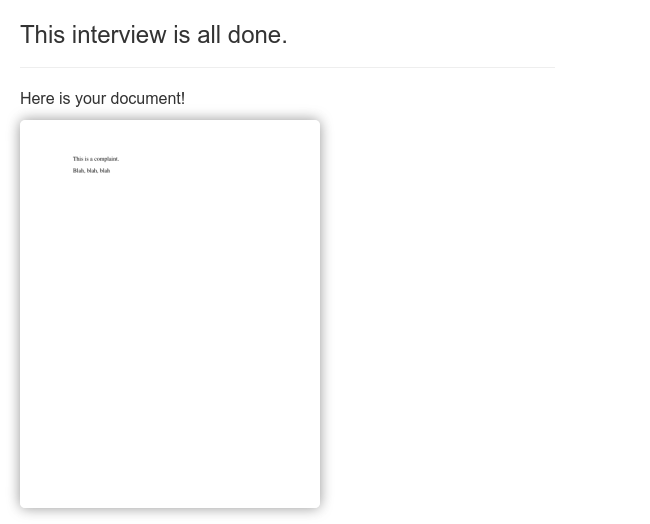 This interview is all done.
Here is your document!
This is a complaint.
Blah, blah, blah